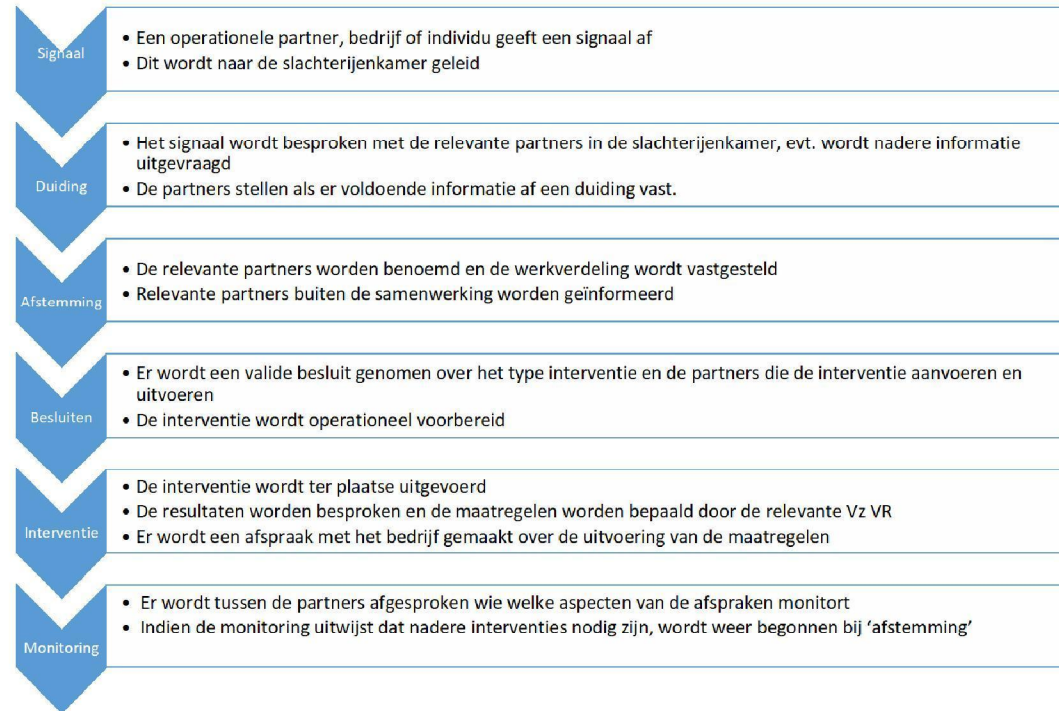 Signaal
• Een operationele partner, bedrijf of individu geeft een signaal af
• Dit wordt naar de slachterijenkamer geleid
Duiding
• Het signaal wordt besproken met de relevante partners in de slachterijenkamer, evt. wordt nadere informatie
uitgevraagd
• De partners stellen als er voldoende informatie af een duiding vast.
Afstemming
• De relevante partners worden benoemd en de werkverdeling wordt vastgesteld
• Relevante partners buiten de samenwerking worden geïnformeerd
Besluiten
• Er wordt een valide besluit genomen over het type interventie en de partners die de interventie aanvoeren en
uitvoeren
• De interventie wordt operationeel voorbereid
Interventie
• De interventie wordt ter plaatse uitgevoerd
• De resultaten worden besproken en de maatregelen worden bepaald door de relevante Vz VR
• Er wordt een afspraak met het bedrijf gemaakt over de uitvoering van de maatregelen
Monitoring
• Er wordt tussen de partners afgesproken wie welke aspecten van de afspraken monitort
• Indien de monitoring uitwijst dat nadere interventies nodig zijn, wordt weer begonnen bij ‘afstemming’